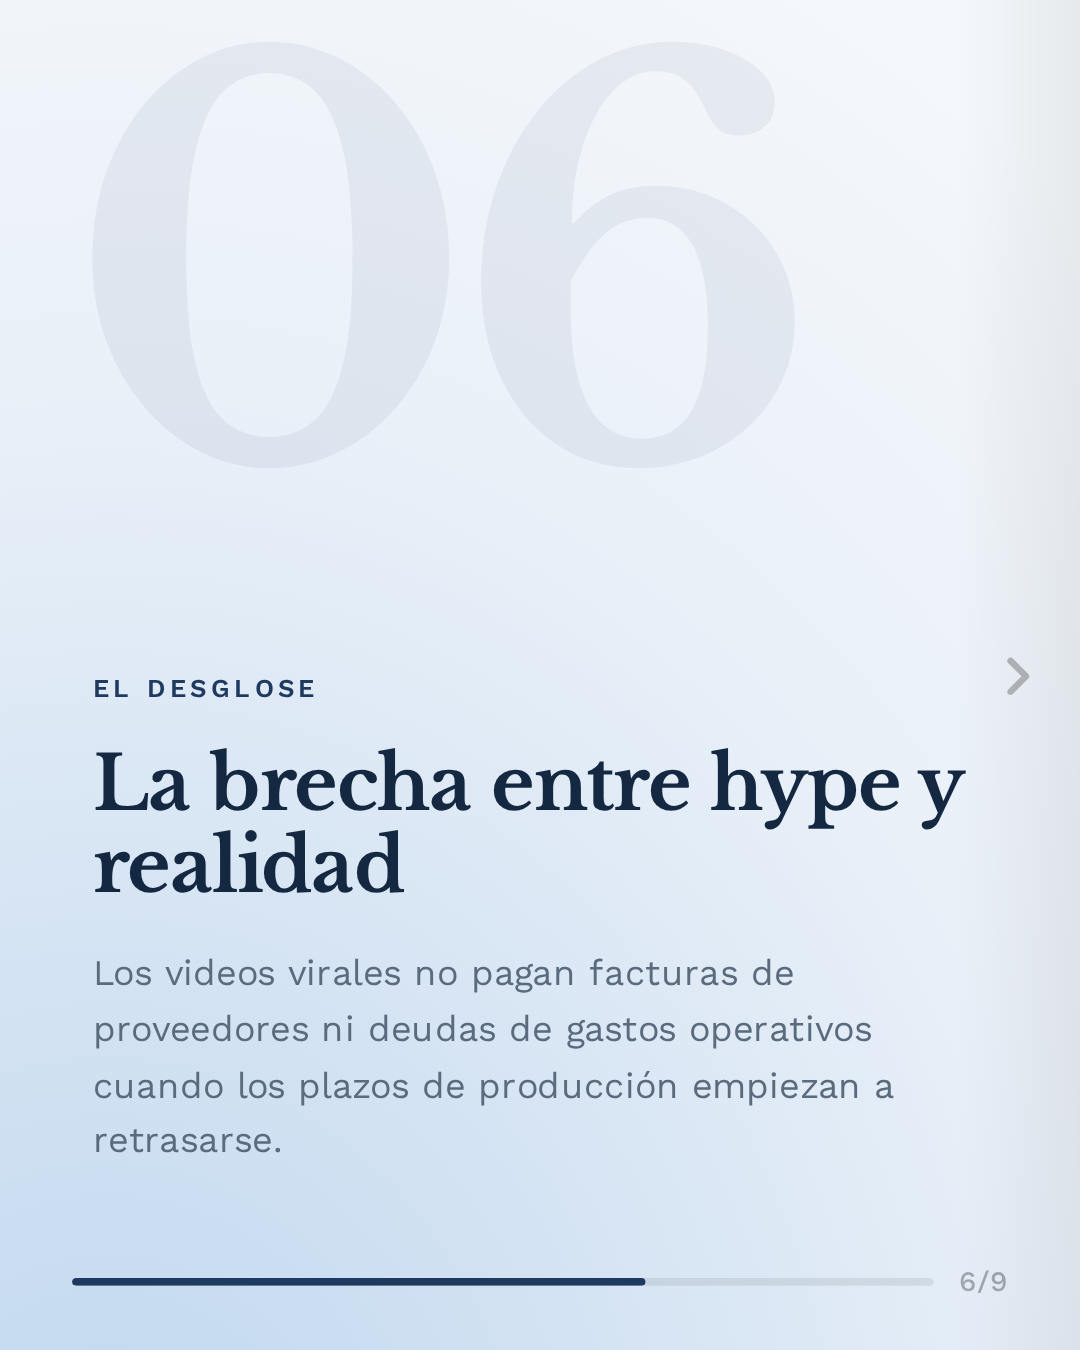 06
EL DESGLOSE
La brecha entre hype y
realidad
Los videos virales no pagan facturas de
proveedores ni deudas de gastos operativos
cuando los plazos de producción empiezan a
retrasarse.
6/9